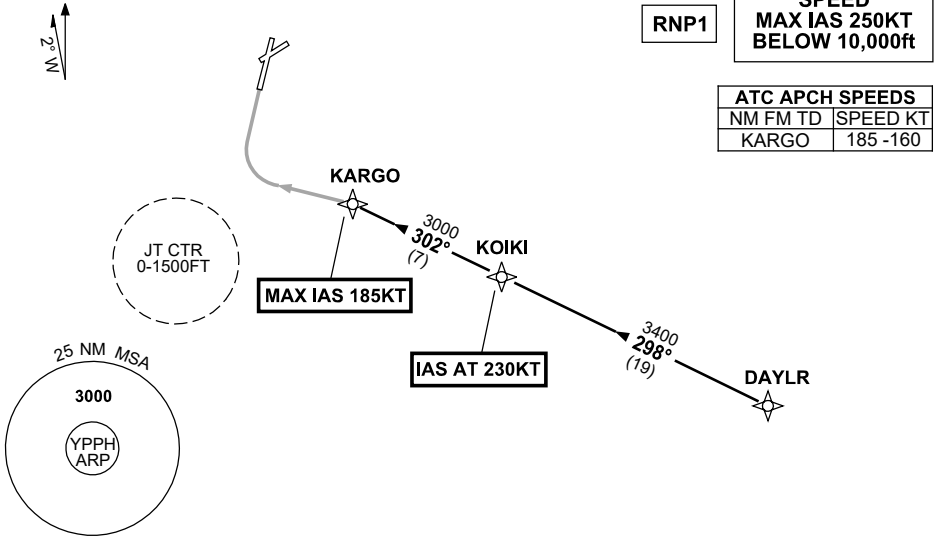 2° W
RNP1
SPEED
MAX IAS 250KT
BELOW 10,000ft
ATC APCH SPEEDS
NM FM TD SPEED KT
KARGO 185 -160
KARGO
3000
302°
(7)
KOIKI
JT CTR
0-1500FT
MAX IAS 185KT
3400
298°
(19)
IAS AT 230KT
DAYLR
25 NM MSA
3000
YPPH
ARP